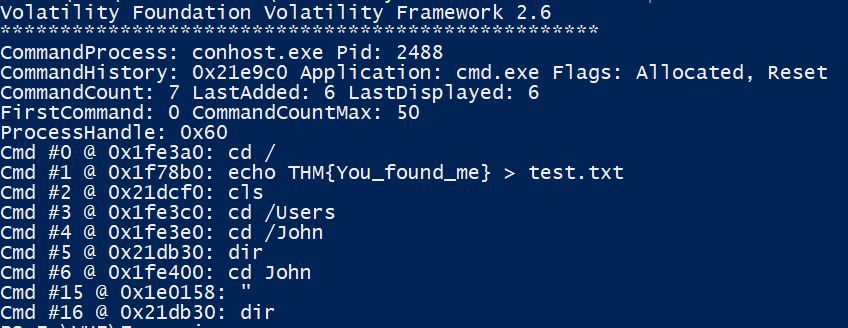 Volatility Foundation Volatility Framework 2.6
**************************************************
CommandProcess: conhost.exe Pid: 2488
CommandHistory: 0x21e9c0 Application: cmd.exe Flags: Allocated, Reset
CommandCount: 7 LastAdded: 6 LastDisplayed: 6
FirstCommand: 0 CommandCountMax: 50
ProcessHandle: 0x60
Cmd #0 @ 0x1fe3a0: cd /
Cmd #1 @ 0x1f78b0: echo THM{You_found_me} > test.txt
Cmd #2 @ 0x21dcf0: cls
Cmd #3 @ 0x1fe3c0: cd /Users
Cmd #4 @ 0x1fe3e0: cd /John
Cmd #5 @ 0x21db30: dir
Cmd #6 @ 0x1fe400: cd John
Cmd #15 @ 0x1e0158: "
Cmd #16 @ 0x21db30: dir